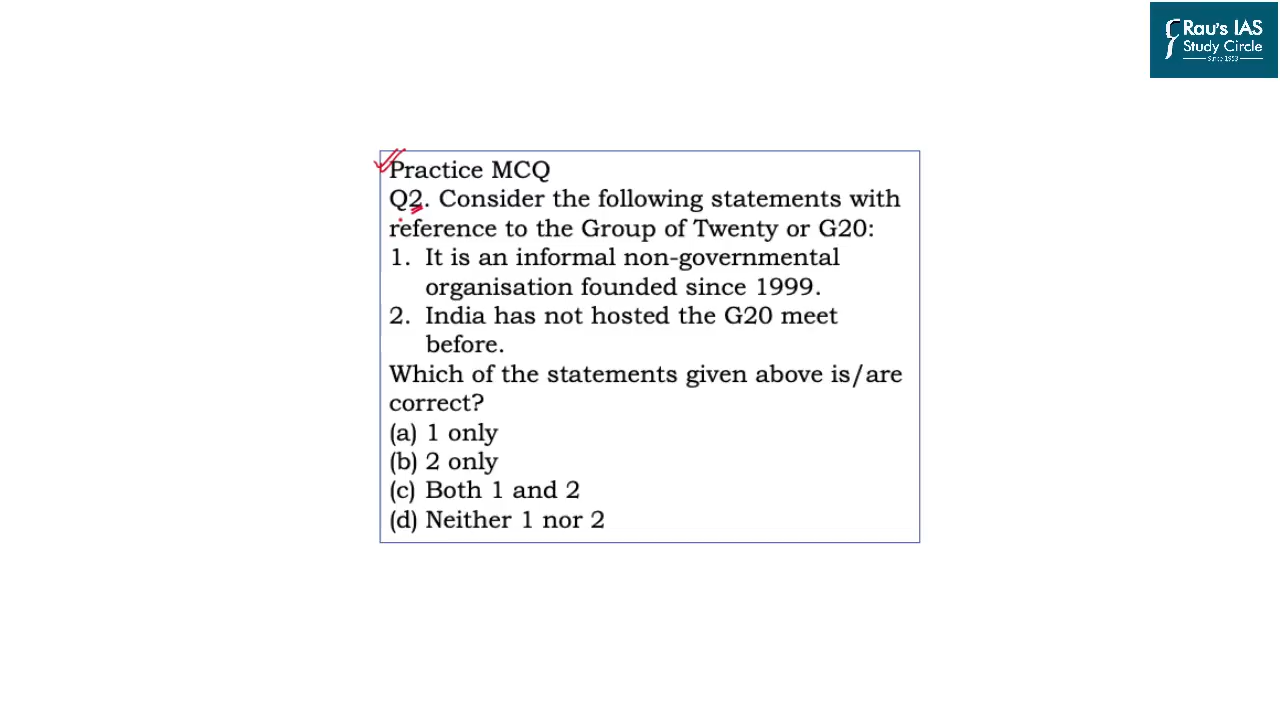 Rau's IAS
Study Circle
Since 1953
Practice MCQ
Q2. Consider the following statements with
reference to the Group of Twenty or G20:
1. It is an informal non-governmental
organisation founded since 1999.
2. India has not hosted the G20 meet
before.
Which of the statements given above is/are
correct?
(a) 1 only
(b) 2 only
(c) Both 1 and 2
(d) Neither 1 nor 2